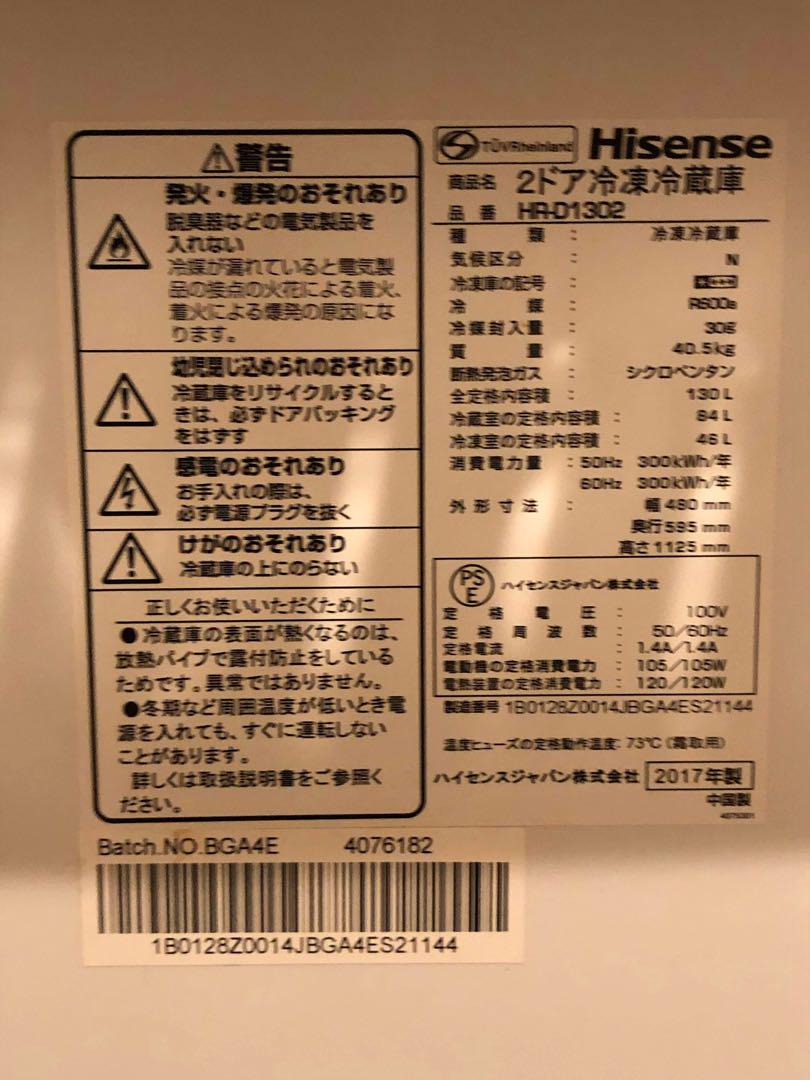 警告
発火・爆発のおそれあり
脱臭器などの電気製品を
入れない
冷媒が漏れていると電気製
品の接点の火花による着火、
着火による爆発の原因にな
ります。
幼児閉じ込められのおそれあり
冷蔵庫をリサイクルすると
きは、必ずドアパッキング
をはずす
感電のおそれあり
お手入れの際は、
必ず電源プラグを抜く
けがのおそれあり
冷蔵庫の上にのらない
正しくお使いいただくために
●冷蔵庫の表面が熱くなるのは、
放熱パイプで露付防止をしている
ためです。異常ではありません。
●冬期など周囲温度が低いとき電
源を入れても、すぐに運転しない
ことがあります。
詳しくは取扱説明書をご参照く
ださい。
TÜVRheinland Hisense
商品名 2ドア冷凍冷蔵庫
品番 HR-D1302
種類 : 冷凍冷蔵庫
気候区分 : N
冷凍庫の記号 :
冷媒 : R600a
冷媒封入量 : 30g
質量 : 40.5kg
断熱発泡ガス : シクロペンタン
全定格内容積 : 130L
冷蔵室の定格内容積 : 84L
冷凍室の定格内容積 : 46L
消費電力量 : 50Hz 300kWh/年
60Hz 300kWh/年
外形寸法 : 幅480mm
奥行595mm
高さ1125mm
PSE ハイセンスジャパン株式会社
定格電圧 : 100V
定格周波数 : 50/60Hz
定格電流 : 1.4A/1.4A
電動機の定格消費電力 : 105/105W
電熱装置の定格消費電力 : 120/120W
製造番号 1B0128Z0014JBGA4ES21144
温度ヒューズの定格動作温度:73℃(霜取用)
ハイセンスジャパン株式会社 2017年製
中国製
Batch.NO.BGA4E 4076182
1B0128Z0014JBGA4ES21144